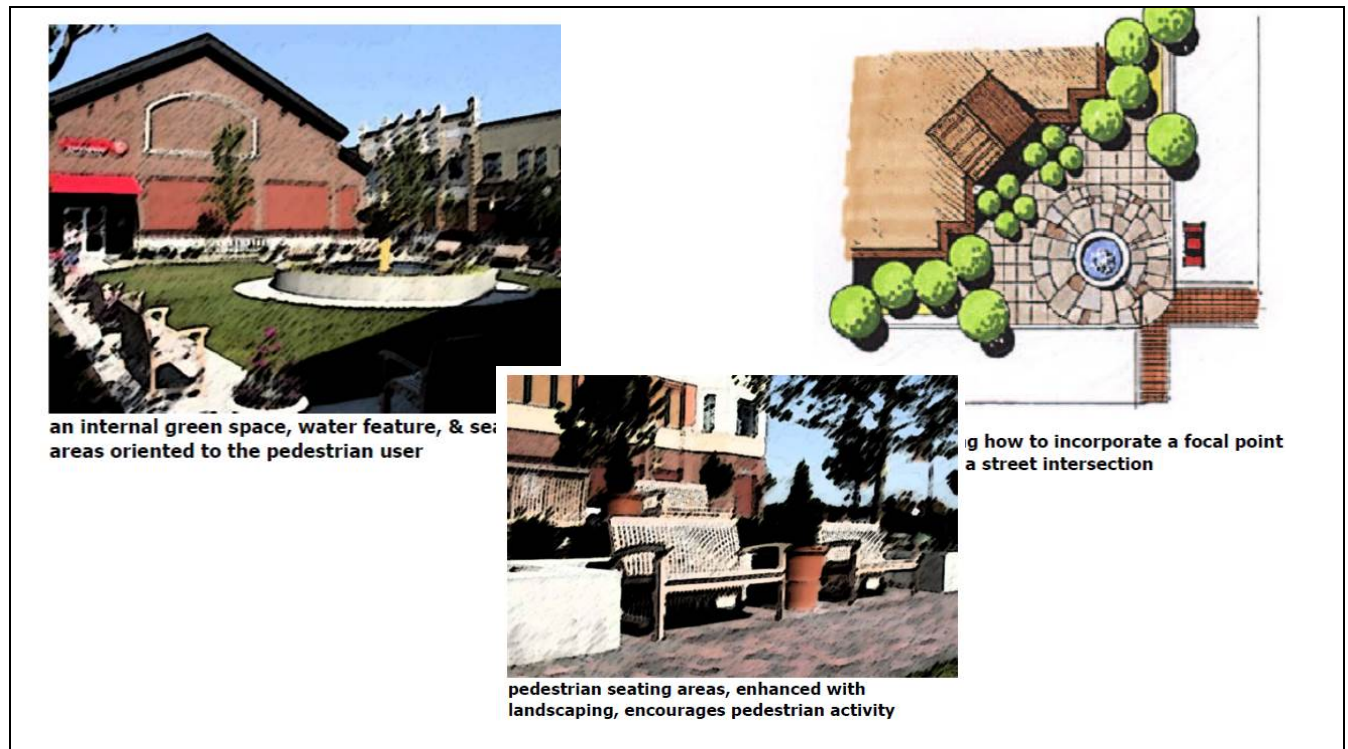 an internal green space, water feature, &
areas oriented to the pedestrian user
how to incorporate a focal point
a street intersection
pedestrian seating areas, enhanced with
landscaping, encourages pedestrian activity